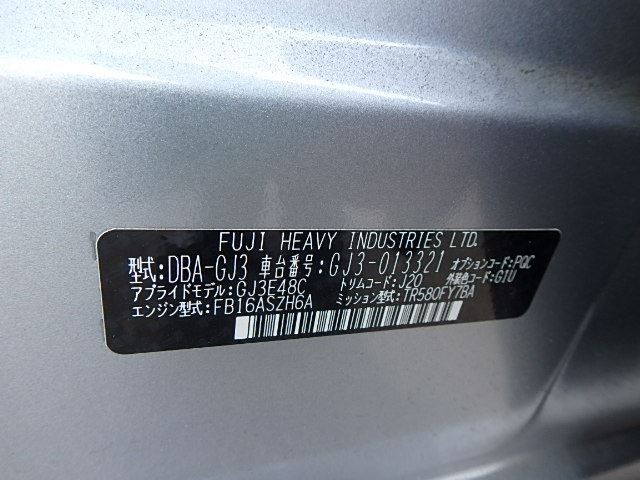 FUJI HEAVY INDUSTRIES LTD.
型式:DBA-GJ3 車台番号:GJ3-013321 オプションコード:PQC
アプライドモデル:GJ3E48C トリムコード:J20 外装色コード:G1U
エンジン型式:FB16ASZH6A ミッション型式:TR580FY7BA